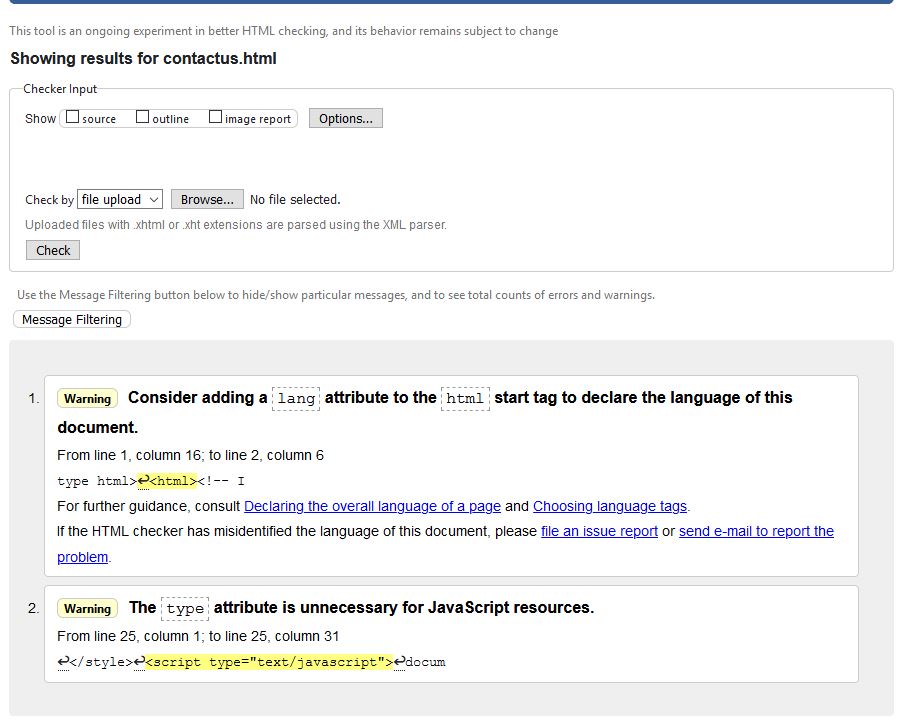 This tool is an ongoing experiment in better HTML checking, and its behavior remains subject to change
Showing results for contactus.html
Checker Input
Show source outline image report Options...
Check by file upload Browse... No file selected.
Uploaded files with .xhtml or .xht extensions are parsed using the XML parser.
Check
Use the Message Filtering button below to hide/show particular messages, and to see total counts of errors and warnings.
Message Filtering
1. Warning Consider adding a lang attribute to the html start tag to declare the language of this
document.
From line 1, column 16; to line 2, column 6
type html>↩<html><!-- I
For further guidance, consult Declaring the overall language of a page and Choosing language tags.
If the HTML checker has misidentified the language of this document, please file an issue report or send e-mail to report the
problem.
2. Warning The type attribute is unnecessary for JavaScript resources.
From line 25, column 1; to line 25, column 31
↩</style>↩<script type="text/javascript">↩docum